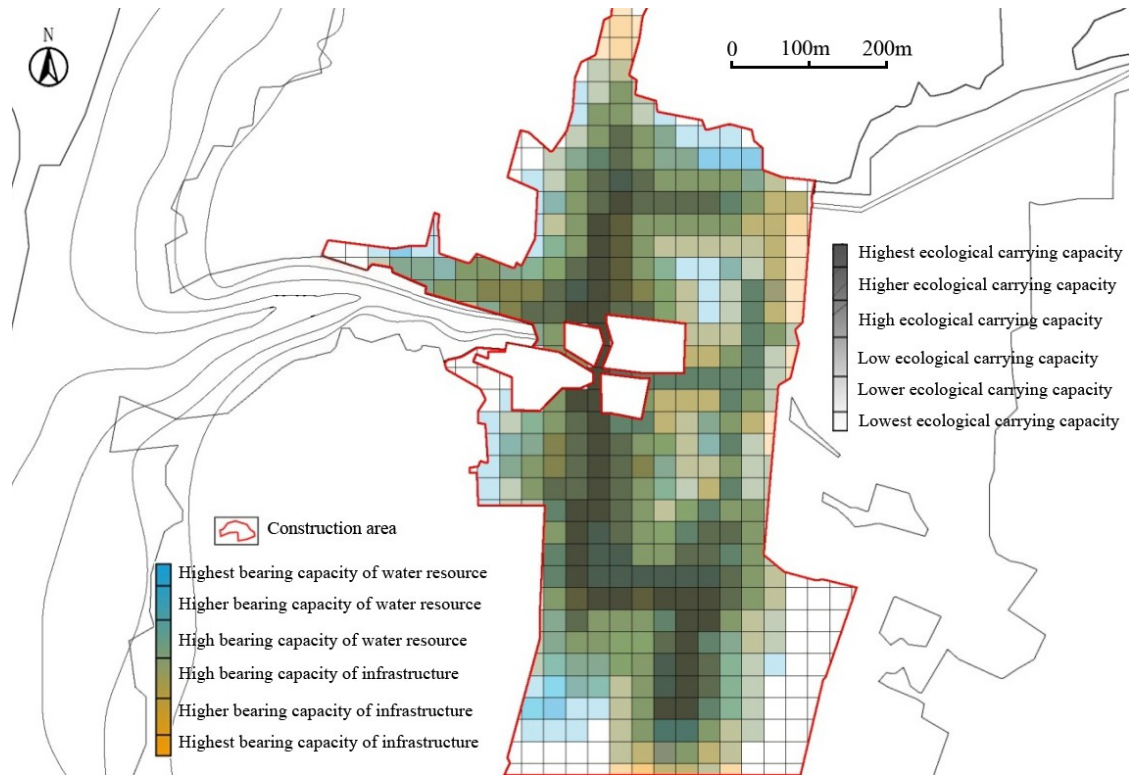 N
0 100m 200m
Highest ecological carrying capacity
Higher ecological carrying capacity
High ecological carrying capacity
Low ecological carrying capacity
Lower ecological carrying capacity
Lowest ecological carrying capacity
Construction area
Highest bearing capacity of water resource
Higher bearing capacity of water resource
High bearing capacity of water resource
High bearing capacity of infrastructure
Higher bearing capacity of infrastructure
Highest bearing capacity of infrastructure